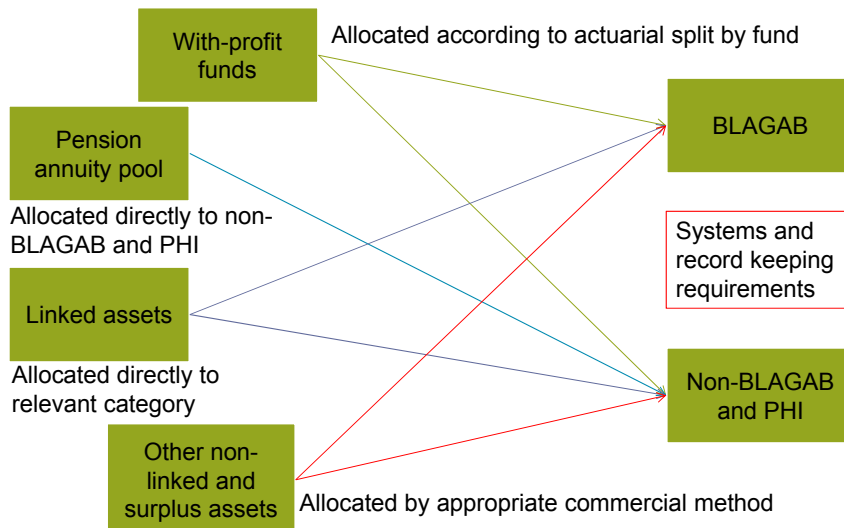 With-profit
funds
Allocated according to actuarial split by fund
BLAGAB
Pension
annuity pool
Allocated directly to non-
BLAGAB and PHI
Systems and
record keeping
requirements
Linked assets
Allocated directly to
relevant category
Non-BLAGAB
and PHI
Other non-
linked and
surplus assets
Allocated by appropriate commercial method